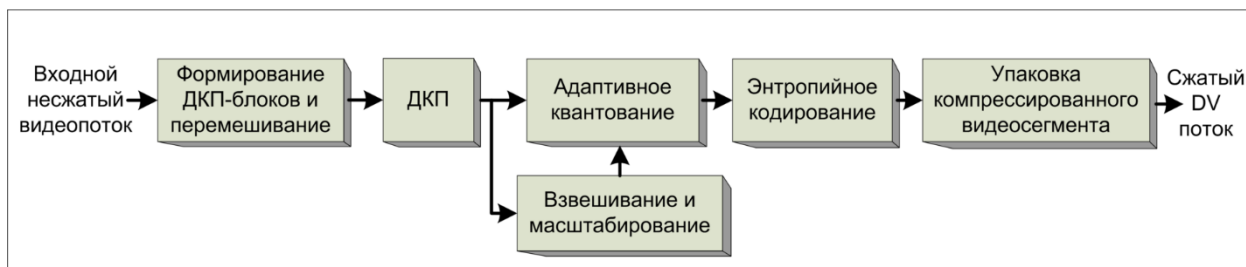 Входной
несжатый
видеопоток
Формирование
ДКП-блоков и
перемешивание
ДКП
Адаптивное
квантование
Взвешивание и
масштабирование
Энтропийное
кодирование
Упаковка
компрессированного
видеосегмента
Сжатый
DV
поток